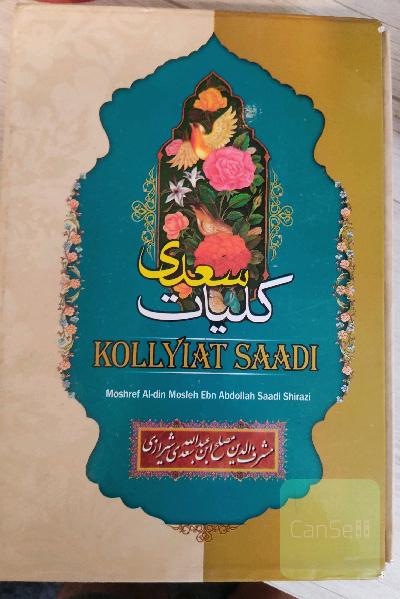 کلیات سعدی
KOLLYIAT SAADI
Moshref Al-din Mosleh Ebn Abdollah Saadi Shirazi
مشرف الدین مصلح ابن عبدالله سعدی شیرازی
CanSell